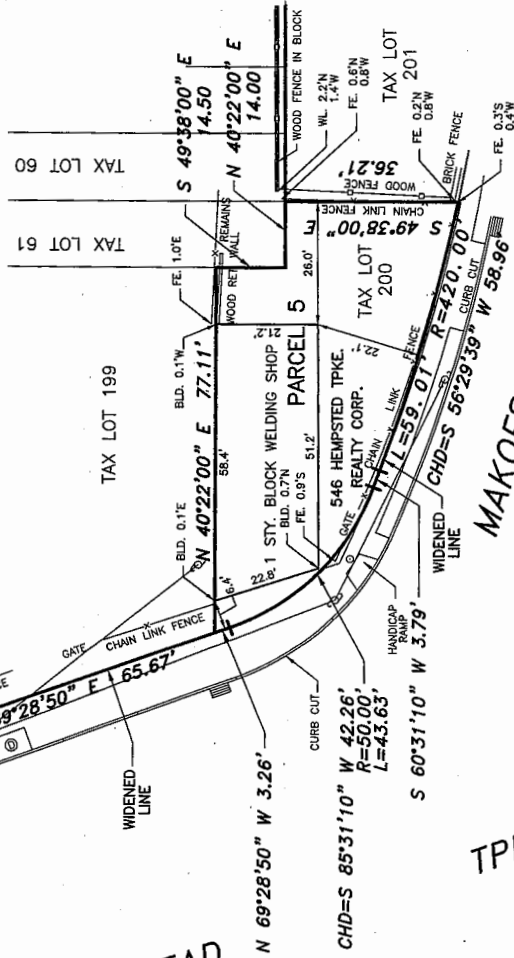 TAX LOT 60
TAX LOT 61
S 49°38'00" E
14.50
N 40°22'00" E
14.00
WOOD FENCE IN BLOCK
WL. 2.2'N
1.4'W
FE. 0.6'N
0.8'W
TAX LOT
201
FE. 0.2'N
0.8'W
BRICK FENCE
FE. 0.3'S
0.4'W
36.21'
WOOD FENCE
CHAIN LINK FENCE
S 49°38'00" E
FE. 1.0'E
REMAINS
WOOD RET. WALL
TAX LOT 199
BLD. 0.1'W
N 40°22'00" E 77.11'
BLD. 0.1'E
58.4'
21.2'
26.0'
TAX LOT
200
1 STY. BLOCK WELDING SHOP
PARCEL 5
BLD. 0.7'N
FE. 0.9'S
51.2'
22.1'
546 HEMPSTED TPKE.
REALTY CORP.
22.8'
6.4'
GATE
CHAIN LINK FENCE
L=59.01' R=420.00'
CURB CUT
CHD=S 56°29'39" W 58.96
WIDENED
LINE
HANDICAP
RAMP
GATE
CHAIN LINK FENCE
9°28'50" E 65.67'
D
WIDENED
LINE
CURB CUT
N 69°28'50" W 3.26'
CHD=S 85°31'10" W 42.26'
R=50.00'
L=43.63'
S 60°31'10" W 3.79'
MAKOFS
TP
EAD